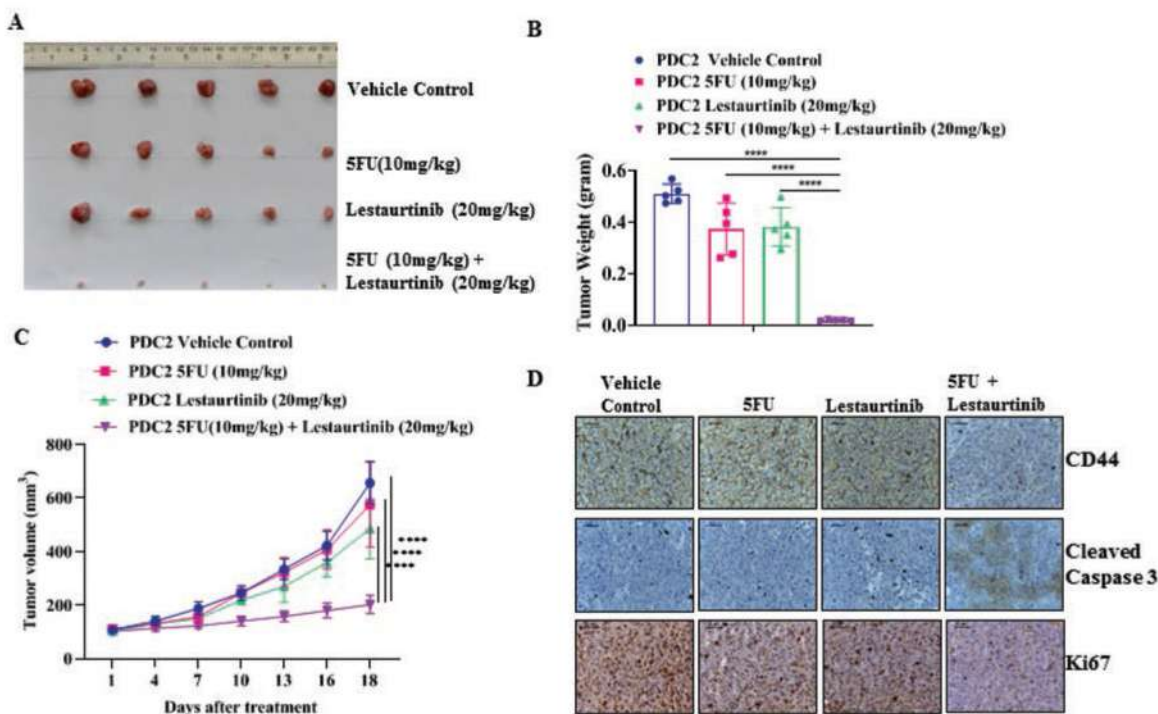 A
Vehicle Control
5FU(10mg/kg)
Lestaurtinib (20mg/kg)
5FU (10mg/kg) +
Lestaurtinib (20mg/kg)
B
PDC2 Vehicle Control
PDC2 5FU (10mg/kg)
PDC2 Lestaurtinib (20mg/kg)
PDC2 5FU (10mg/kg) + Lestaurtinib (20mg/kg)
****
****
****
Tumor Weight (gram)
0.6
0.4
0.2
0.0
C
PDC2 Vehicle Control
PDC2 5FU (10mg/kg)
PDC2 Lestaurtinib (20mg/kg)
PDC2 5FU(10mg/kg) + Lestaurtinib (20mg/kg)
Tumor volume (mm³)
800
600
400
200
0
****
****
****
1 4 7 10 13 16 18
Days after treatment
D
Vehicle
Control
5FU
Lestaurtinib
5FU +
Lestaurtinib
CD44
Cleaved
Caspase 3
Ki67